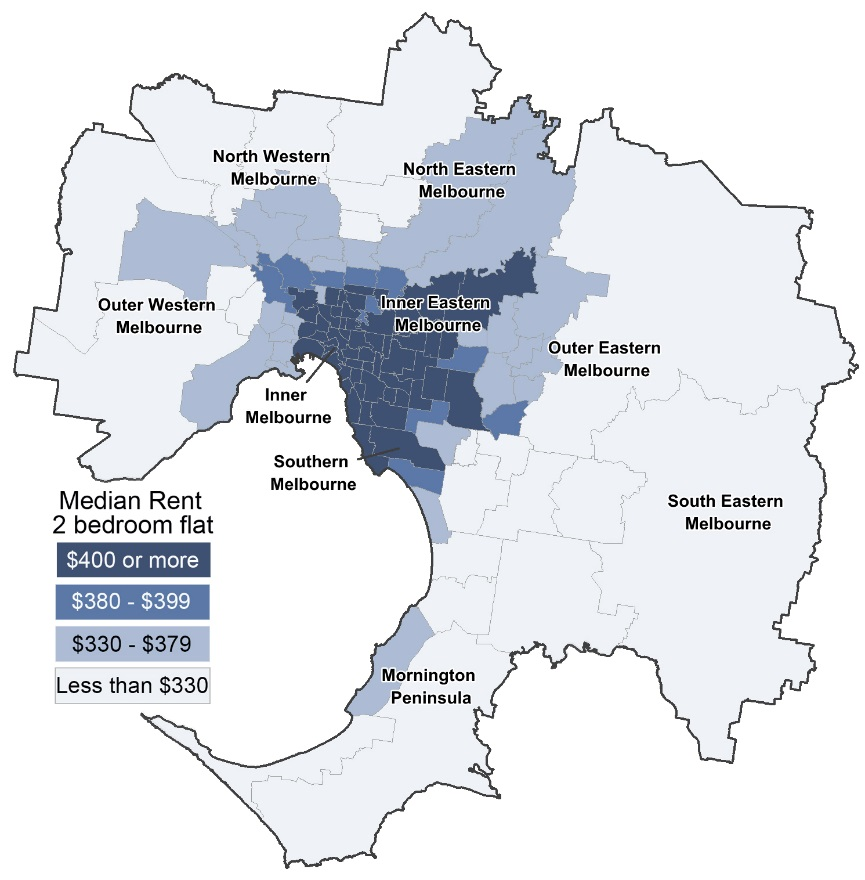 North Western
Melbourne
North Eastern
Melbourne
Outer Western
Melbourne
Inner Eastern
Melbourne
Outer Eastern
Melbourne
Inner
Melbourne
Southern
Melbourne
South Eastern
Melbourne
Median Rent
2 bedroom flat
$400 or more
$380 - $399
$330 - $379
Less than $330
Mornington
Peninsula